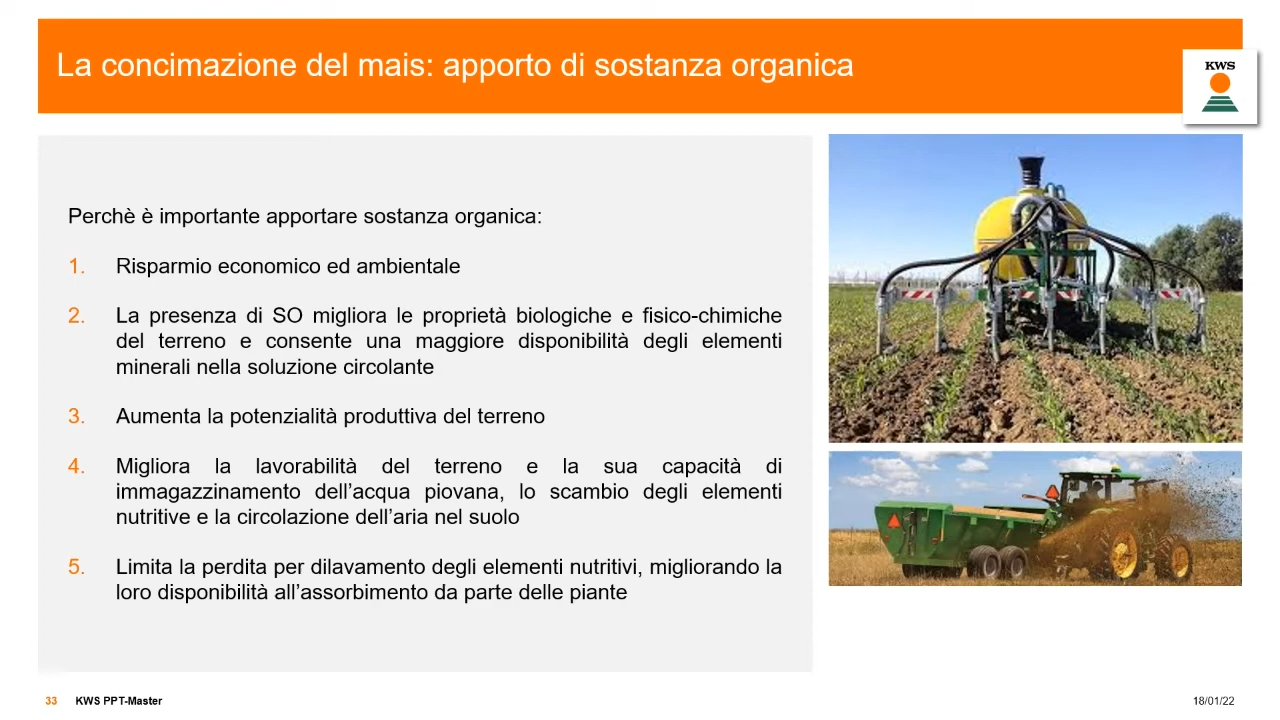 La concimazione del mais: apporto di sostanza organica
KWS
Perchè è importante apportare sostanza organica:
1. Risparmio economico ed ambientale
2. La presenza di SO migliora le proprietà biologiche e fisico-chimiche
del terreno e consente una maggiore disponibilità degli elementi
minerali nella soluzione circolante
3. Aumenta la potenzialità produttiva del terreno
4. Migliora la lavorabilità del terreno e la sua capacità di
immagazzinamento dell’acqua piovana, lo scambio degli elementi
nutritive e la circolazione dell’aria nel suolo
5. Limita la perdita per dilavamento degli elementi nutritivi, migliorando la
loro disponibilità all’assorbimento da parte delle piante
33 KWS PPT-Master
18/01/22